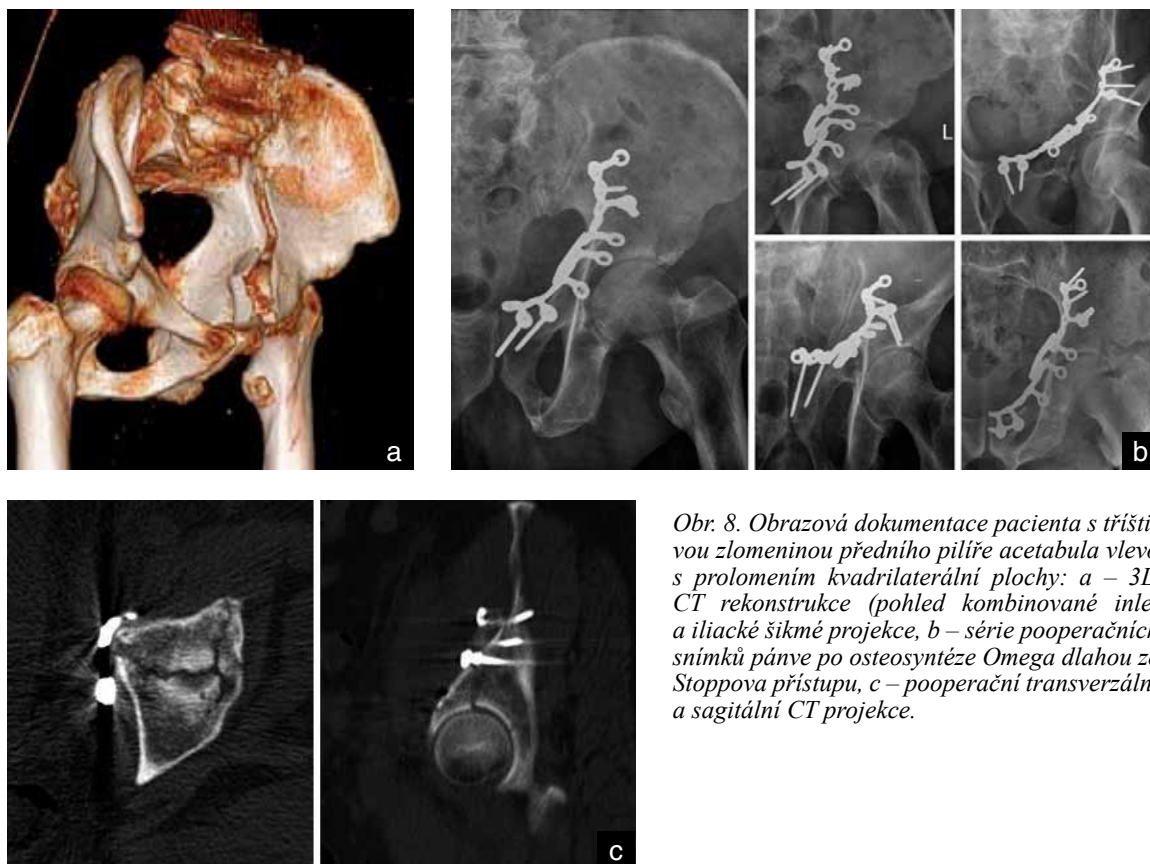 a
L
b
c
Obr. 8. Obrazová dokumentace pacienta s tříšti
vou zlomeninou předního pilíře acetabula vlevo
s prolomením kvadrilaterální plochy: a – 3D
CT rekonstrukce (pohled kombinované inle
a iliacké šikmé projekce, b – série pooperačních
snímků pánve po osteosyntéze Omega dlahou ze
Stoppova přístupu, c – pooperační transverzáln
a sagitální CT projekce.